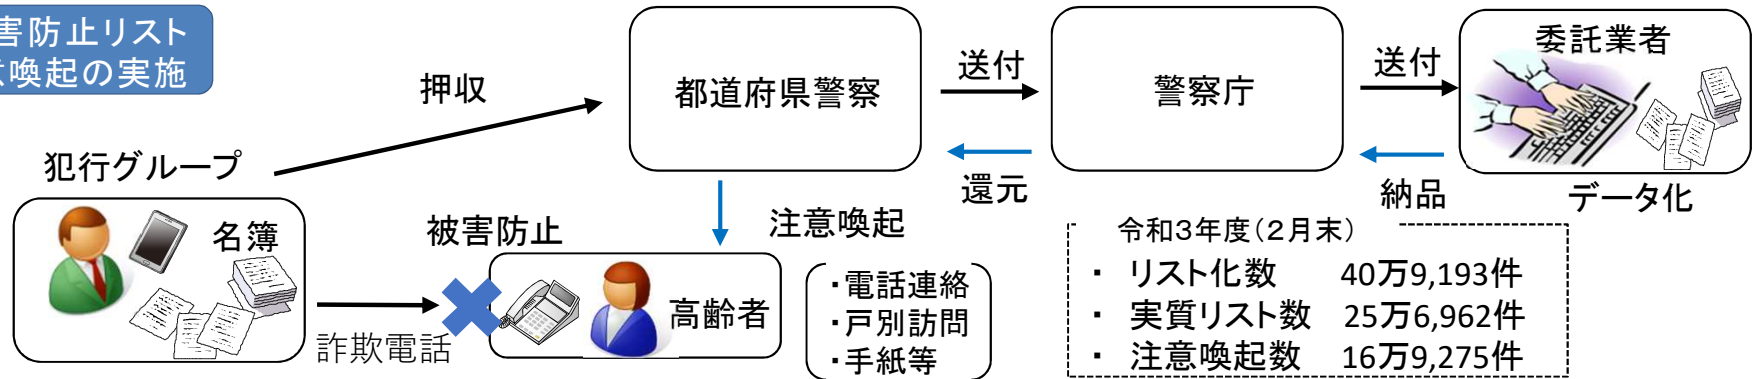 害防止リスト
意喚起の実施
押収
都道府県警察
送付
警察庁
送付
委託業者
犯行グループ
還元
納品
データ化
名簿
被害防止
注意喚起
高齢者
詐欺電話
・電話連絡
・戸別訪問
・手紙等
令和3年度(2月末)
・ リスト化数 40万9,193件
・ 実質リスト数 25万6,962件
・ 注意喚起数 16万9,275件